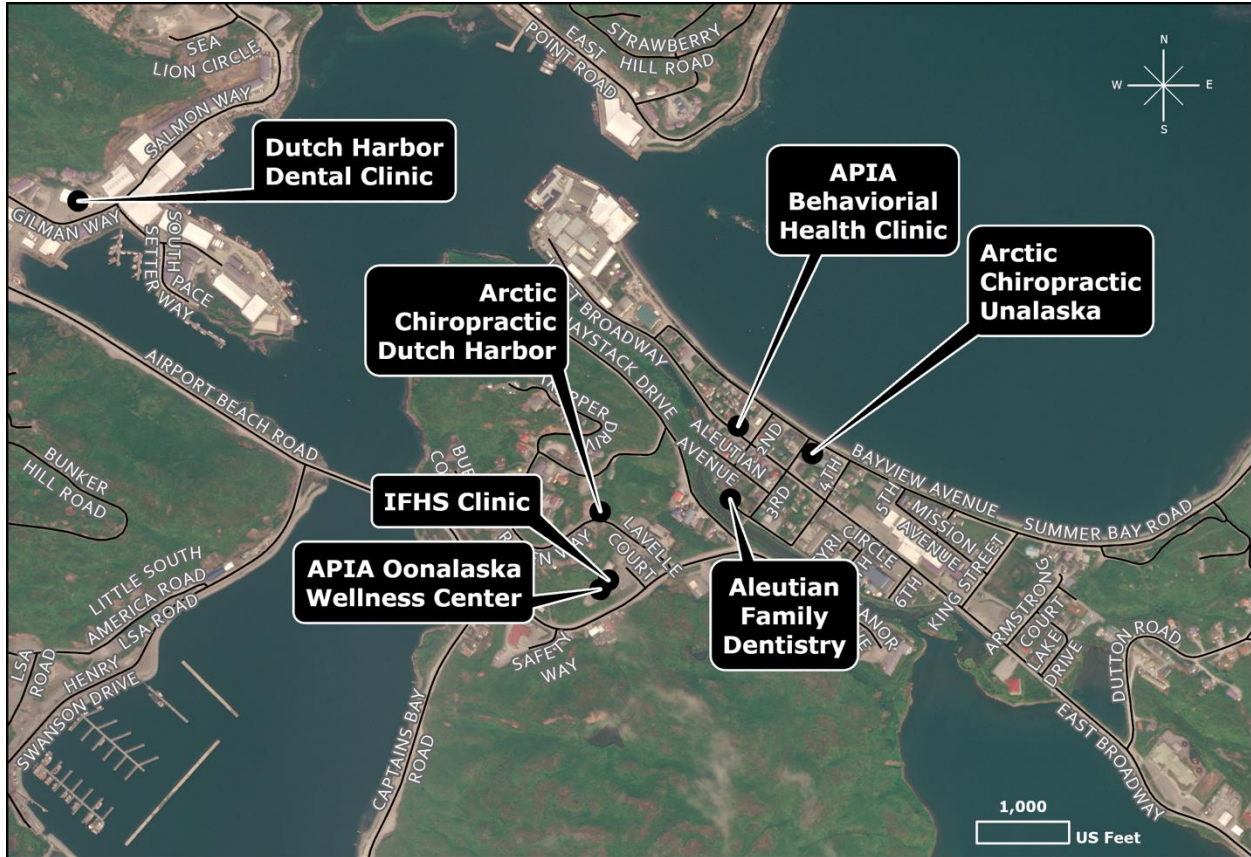 SEA
LION CIRCLE
SALMON WAY
GILMAN WAY
SOUTH PACE
SETTER WAY
Dutch Harbor
Dental Clinic
EAST
POINT ROAD
STRAWBERRY
HILL ROAD
N
W
E
S
APIA
Behaviorial
Health Clinic
Arctic
Chiropractic
Unalaska
Arctic
Chiropractic
Dutch Harbor
BROADWAY
HAYSTACK DRIVE
AIRPORT BEACH ROAD
BUNKER
HILL ROAD
ALEUTIAN
AVENUE
2ND
3RD
4TH
5TH
BAYVIEW AVENUE
SUMMER BAY ROAD
MISSION
AVENUE
CIRCLE
6TH
KING STREET
IFHS Clinic
LAVELLE
COURT
APIA Oonalaska
Wellness Center
Aleutian
Family
Dentistry
SAFETY
WAY
LITTLE SOUTH
AMERICA ROAD
LSA
ROAD
HENRY
SWANSON DRIVE
LSA ROAD
CAPTAINS BAY
ROAD
ARMSTRONG
COURT
LAKE
DRIVE
DUTTON ROAD
EAST BROADWAY
1,000
US Feet